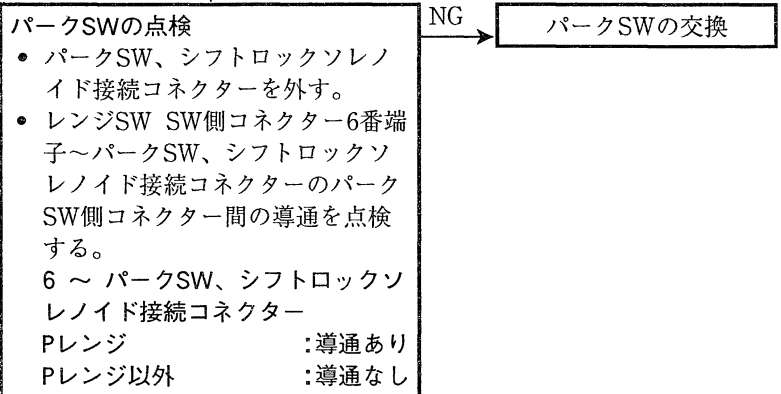 パークSWの点検
• パークSW、シフトロックソレノ
イド接続コネクターを外す。
• レンジSW SW側コネクター6番端
子〜パークSW、シフトロックソ
レノイド接続コネクターのパーク
SW側コネクター間の導通を点検
する。
6 〜 パークSW、シフトロックソ
レノイド接続コネクター
Pレンジ :導通あり
Pレンジ以外 :導通なし
NG
パークSWの交換